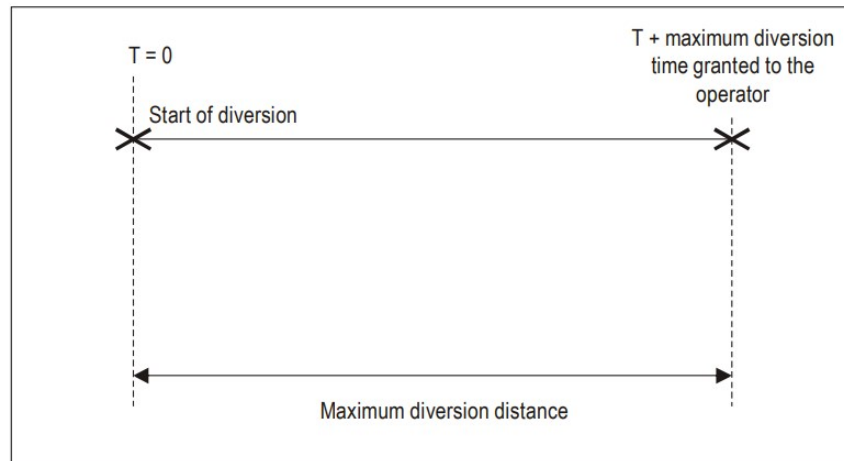 T = 0
T + maximum diversion
time granted to the
operator
Start of diversion
Maximum diversion distance